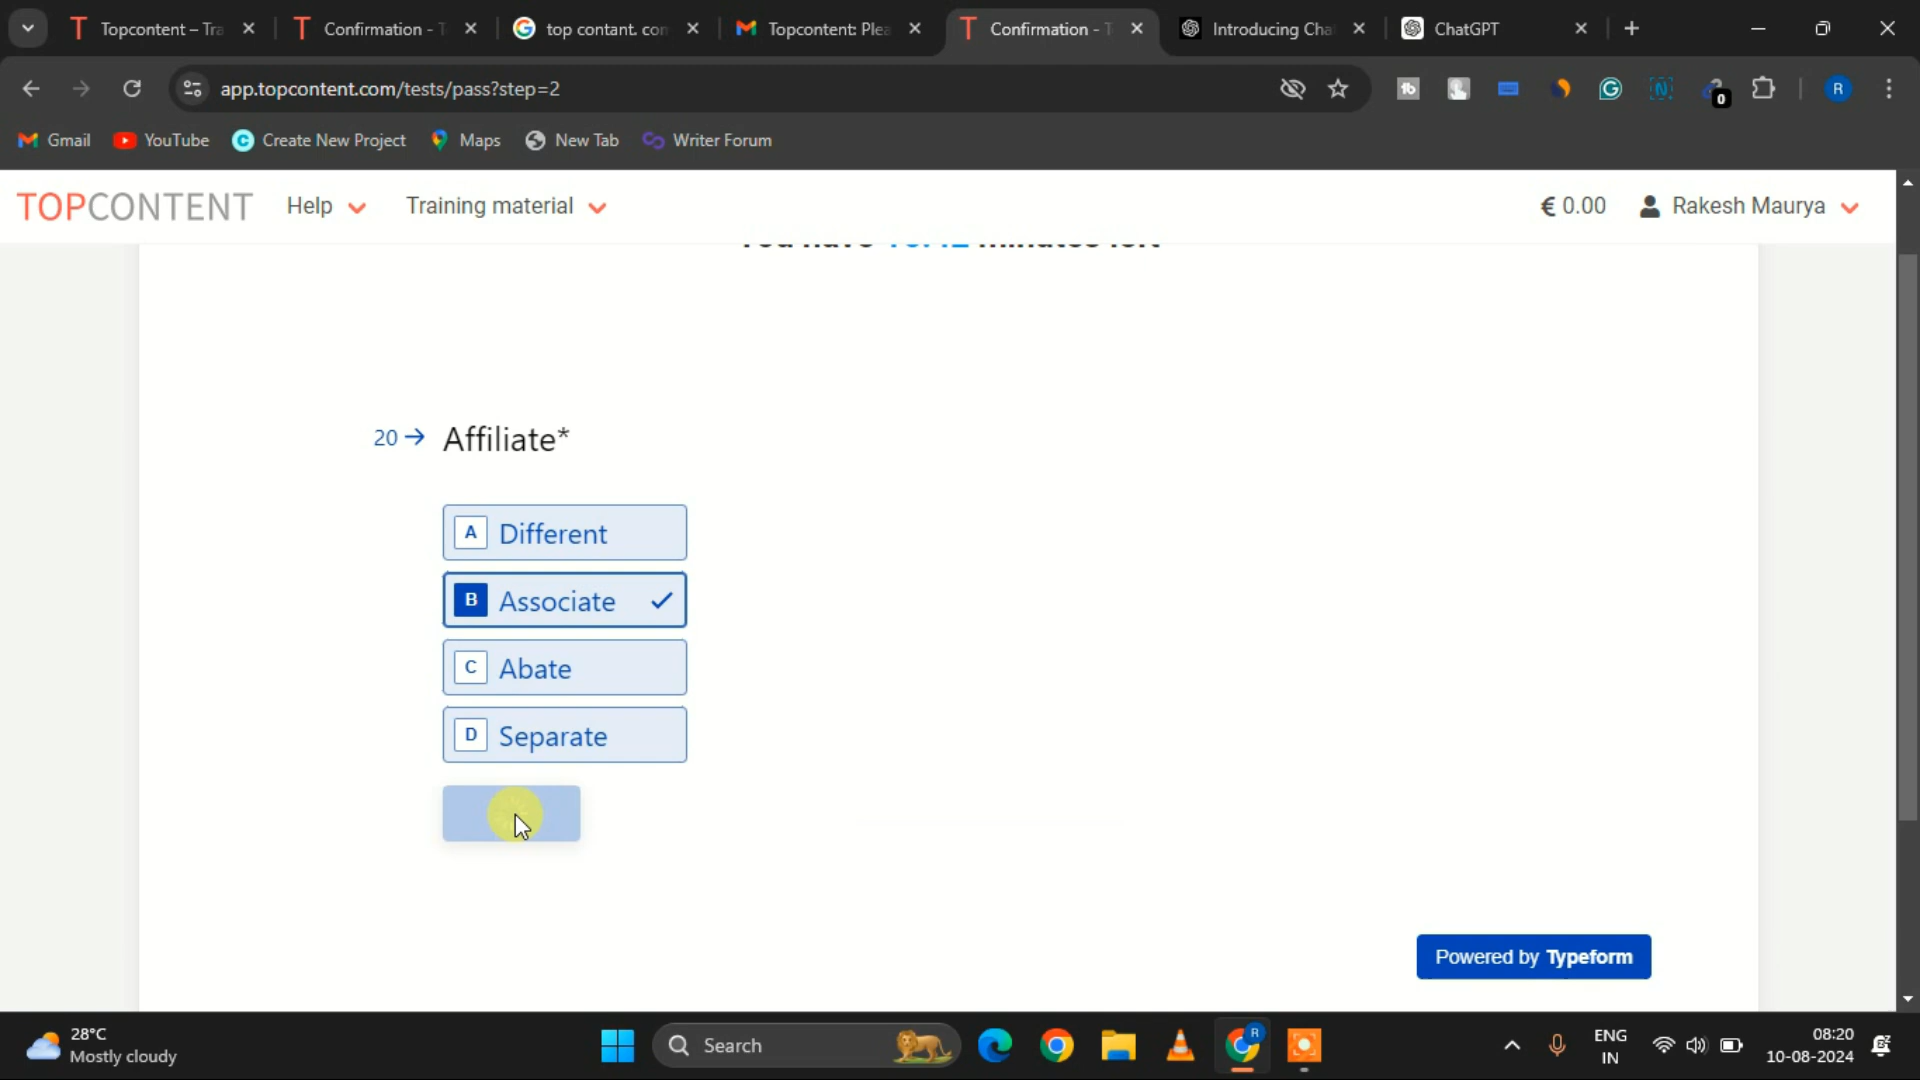 Topcontent – Tra
Confirmation - T
top contant. con
Topcontent: Plea
Confirmation - T
Introducing Cha
ChatGPT
app.topcontent.com/tests/pass?step=2
0
R
Gmail
YouTube
Create New Project
Maps
New Tab
Writer Forum
TOPCONTENT
Help
Training material
€ 0.00
Rakesh Maurya
20 → Affiliate*
A Different
B Associate
C Abate
D Separate
Powered by Typeform
28°C
Mostly cloudy
Search
R
ENG
IN
08:20
10-08-2024